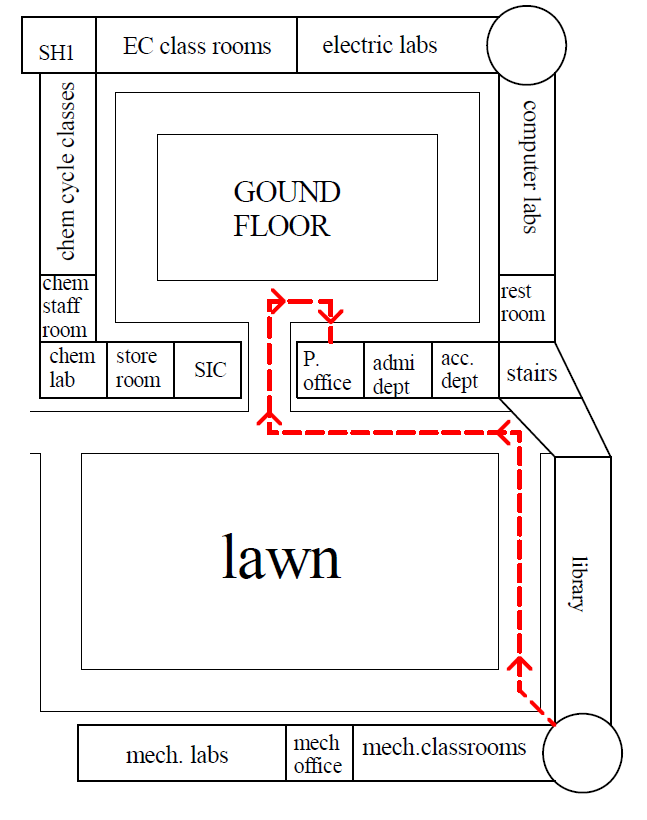 SH1
EC class rooms
electric labs
chem cycle classes
computer labs
GOUND
FLOOR
chem
staff
room
rest
room
chem
lab
store
room
SIC
P.
office
admi
dept
acc.
dept
stairs
lawn
library
mech. labs
mech
office
mech.classrooms